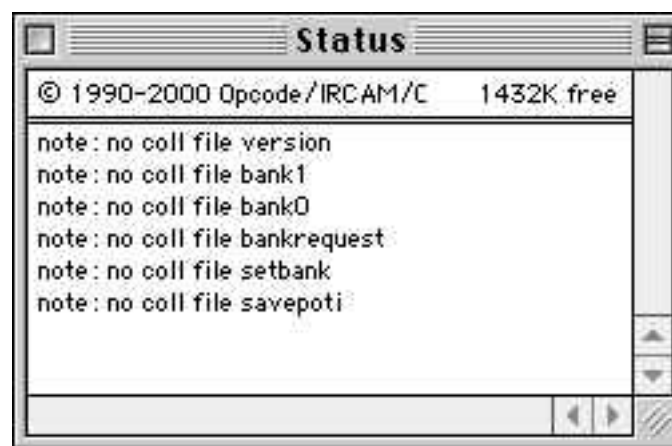 Status
© 1990-2000 Opcode/IRCAM/C 1432K free
note: no coll file version
note: no coll file bank1
note: no coll file bank0
note: no coll file bankrequest
note: no coll file setbank
note: no coll file savepoti